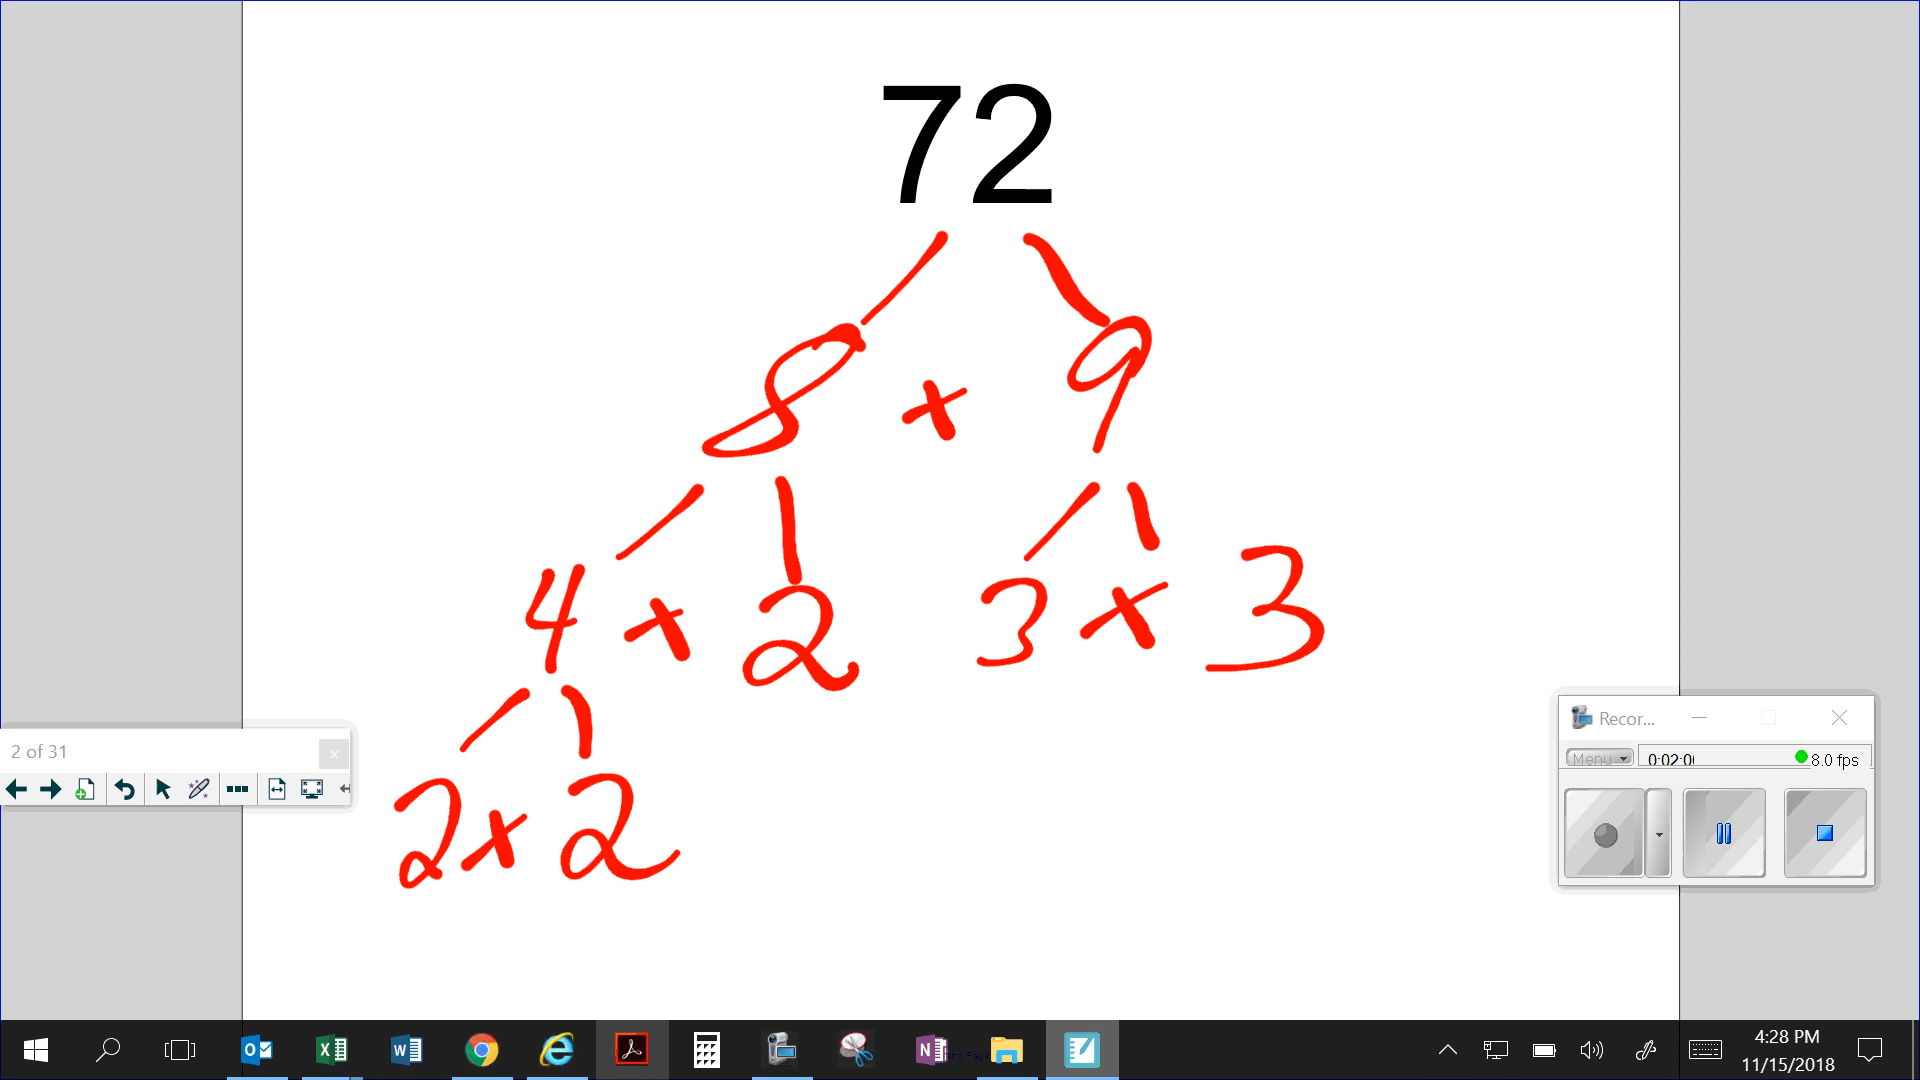 72
8 x 9
4 x 2 3 x 3
2 of 31
2 x 2
Recor...
Menu
0:02:0
8.0 fps
4:28 PM
11/15/2018